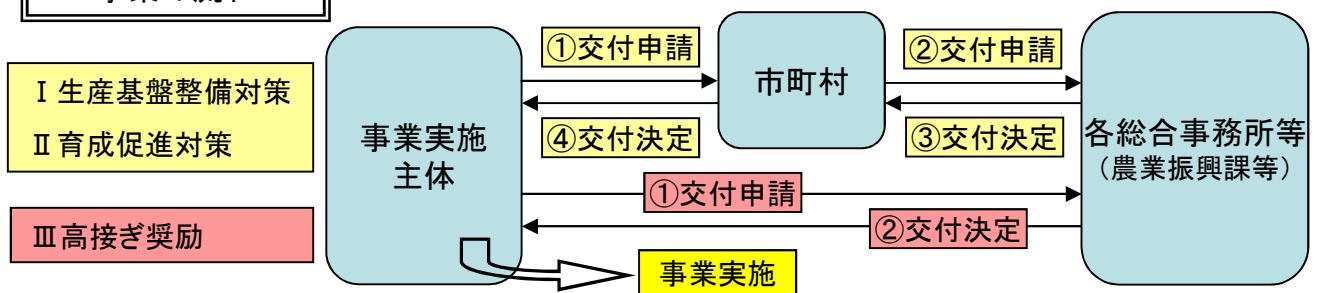 Ⅰ生産基盤整備対策
Ⅱ育成促進対策
Ⅲ高接ぎ奨励
事業実施
主体
①交付申請
④交付決定
市町村
②交付申請
③交付決定
各総合事務所等
（農業振興課等）
①交付申請
②交付決定
事業実施